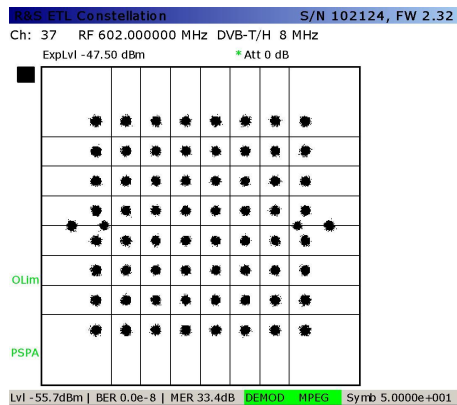 R&S ETL Constellation S/N 102124, FW 2.32
Ch: 37 RF 602.000000 MHz DVB-T/H 8 MHz
ExpLvl -47.50 dBm * Att 0 dB
OLim
PSPA
Lvl -55.7dBm | BER 0.0e-8 | MER 33.4dB DEMOD MPEG Symb 5.0000e+001